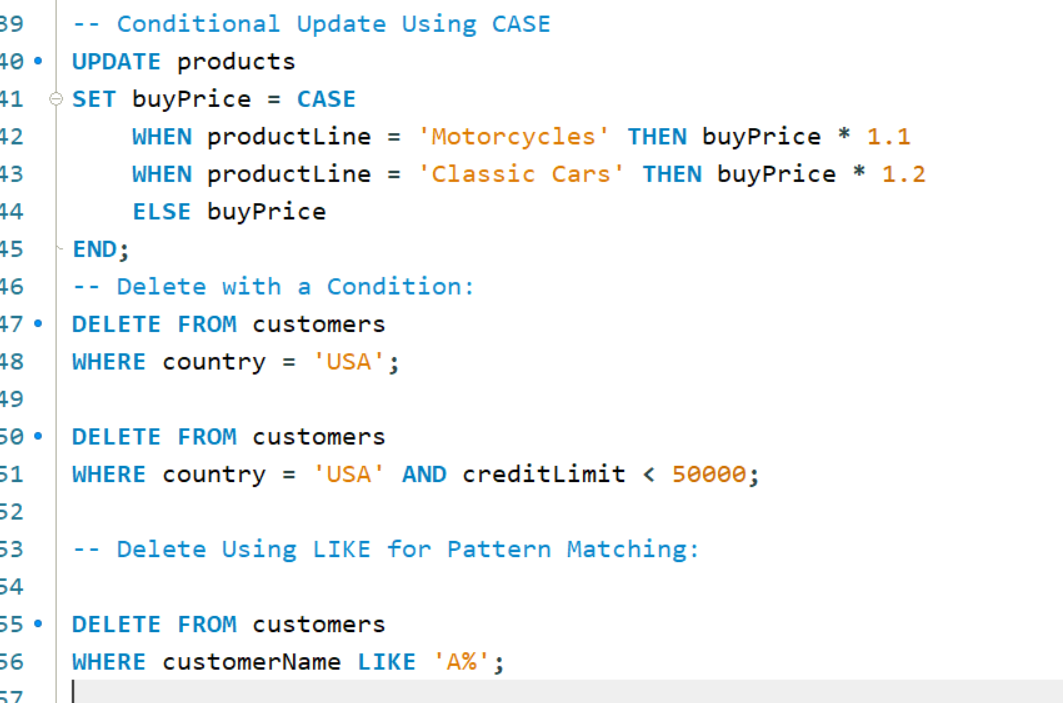 39 -- Conditional Update Using CASE
40 UPDATE products
41 SET buyPrice = CASE
42 WHEN productLine = 'Motorcycles' THEN buyPrice * 1.1
43 WHEN productLine = 'Classic Cars' THEN buyPrice * 1.2
44 ELSE buyPrice
45 END;
46 -- Delete with a Condition:
47 DELETE FROM customers
48 WHERE country = 'USA';
49
50 DELETE FROM customers
51 WHERE country = 'USA' AND creditLimit < 50000;
52
53 -- Delete Using LIKE for Pattern Matching:
54
55 DELETE FROM customers
56 WHERE customerName LIKE 'A%';
57